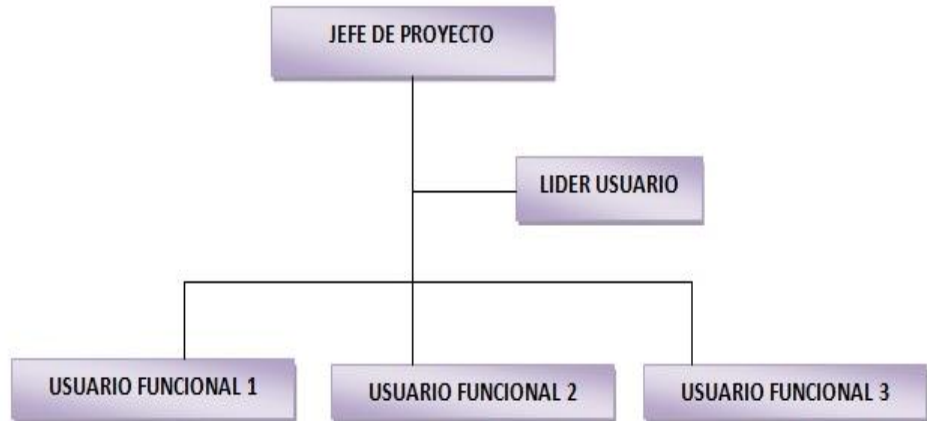 JEFE DE PROYECTO
LIDER USUARIO
USUARIO FUNCIONAL 1
USUARIO FUNCIONAL 2
USUARIO FUNCIONAL 3